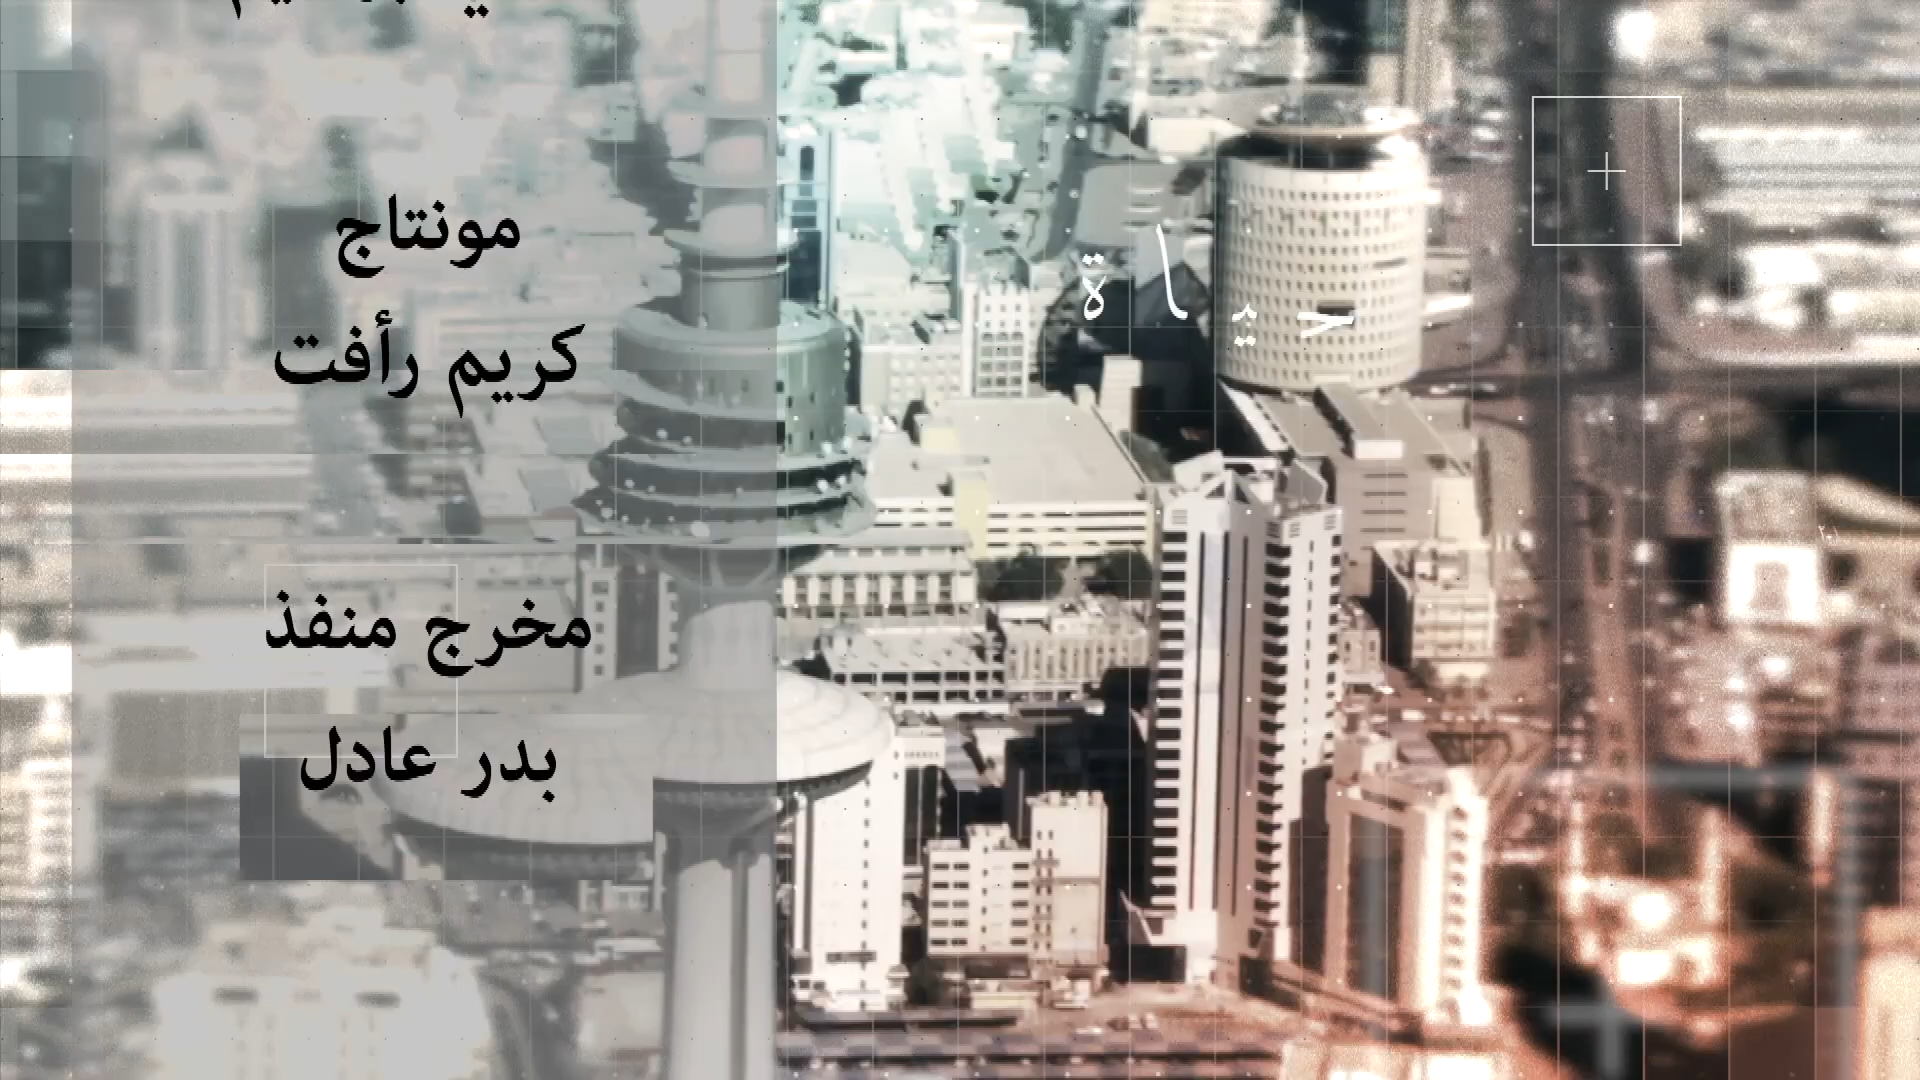 مونتاج
كريم رأفت
مخرج منفذ
بدر عادل
حياة